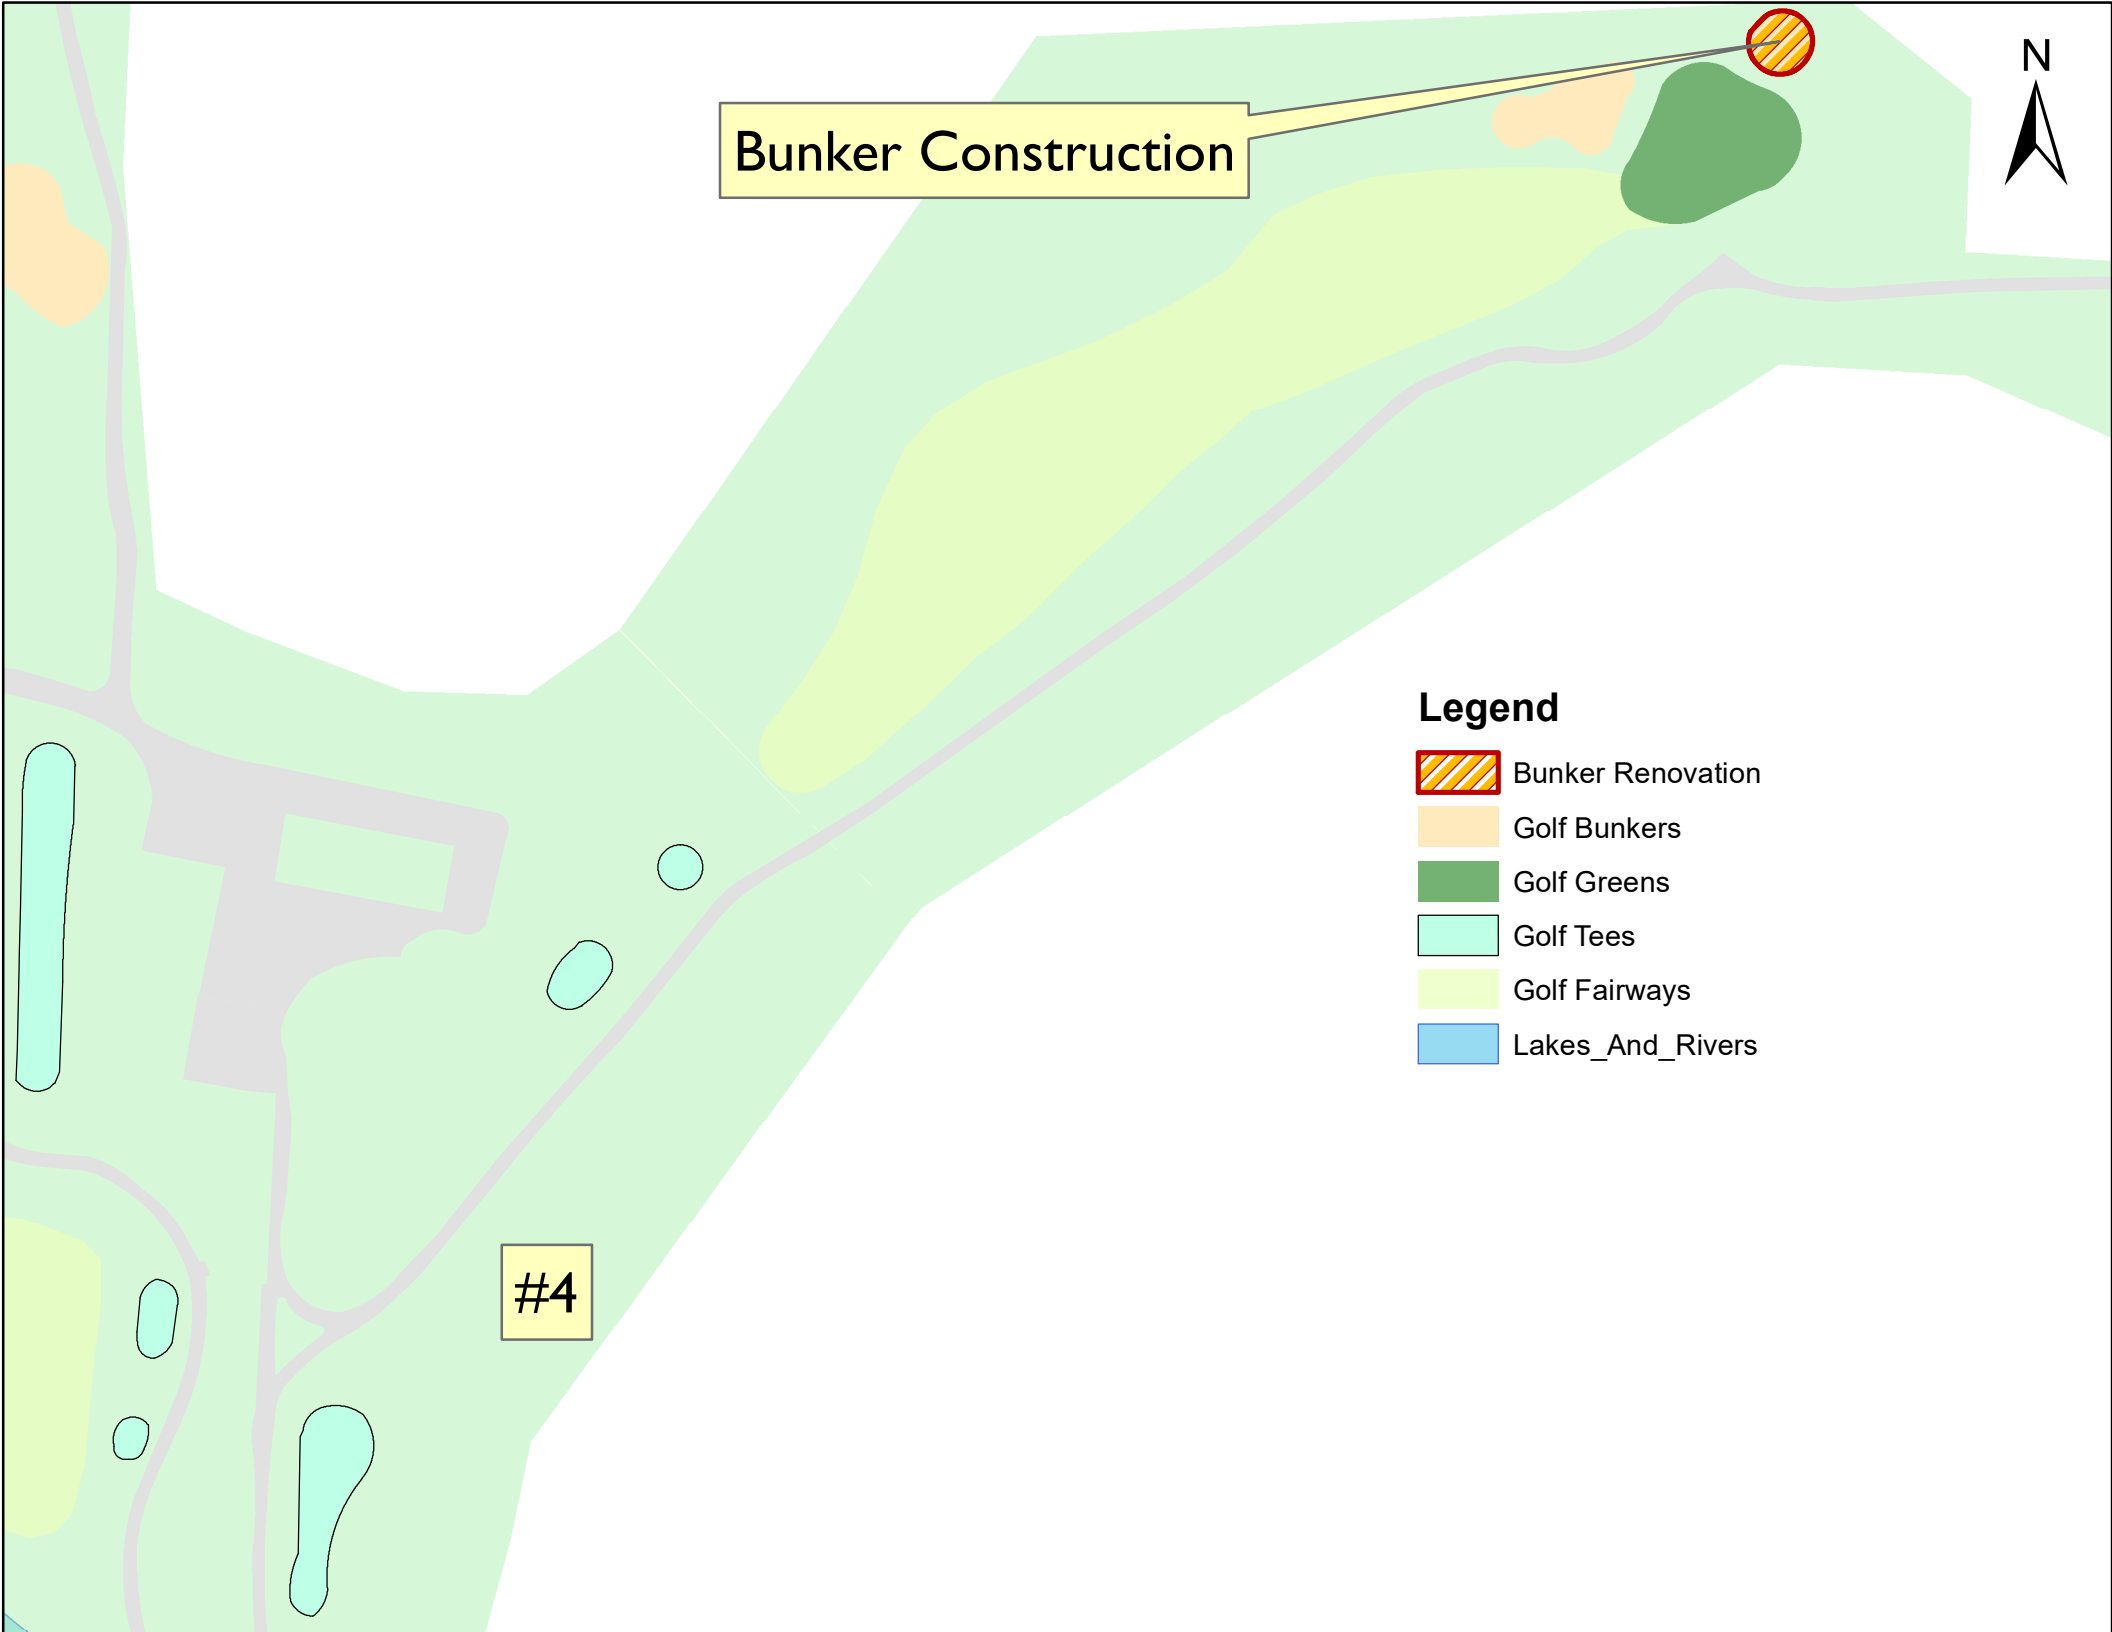 N
Bunker Construction
Legend
Bunker Renovation
Golf Bunkers
Golf Greens
Golf Tees
Golf Fairways
Lakes_And_Rivers
#4